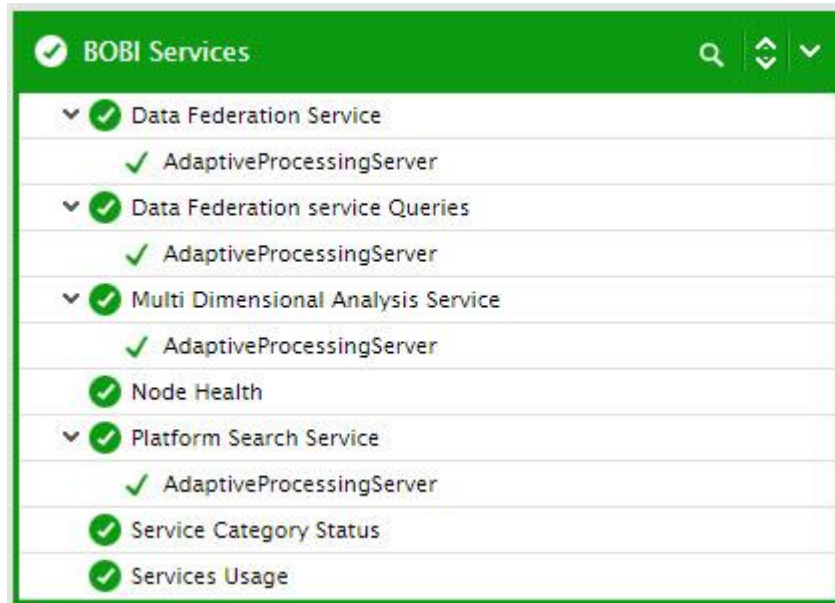 BOBI Services
Data Federation Service
AdaptiveProcessingServer
Data Federation service Queries
AdaptiveProcessingServer
Multi Dimensional Analysis Service
AdaptiveProcessingServer
Node Health
Platform Search Service
AdaptiveProcessingServer
Service Category Status
Services Usage